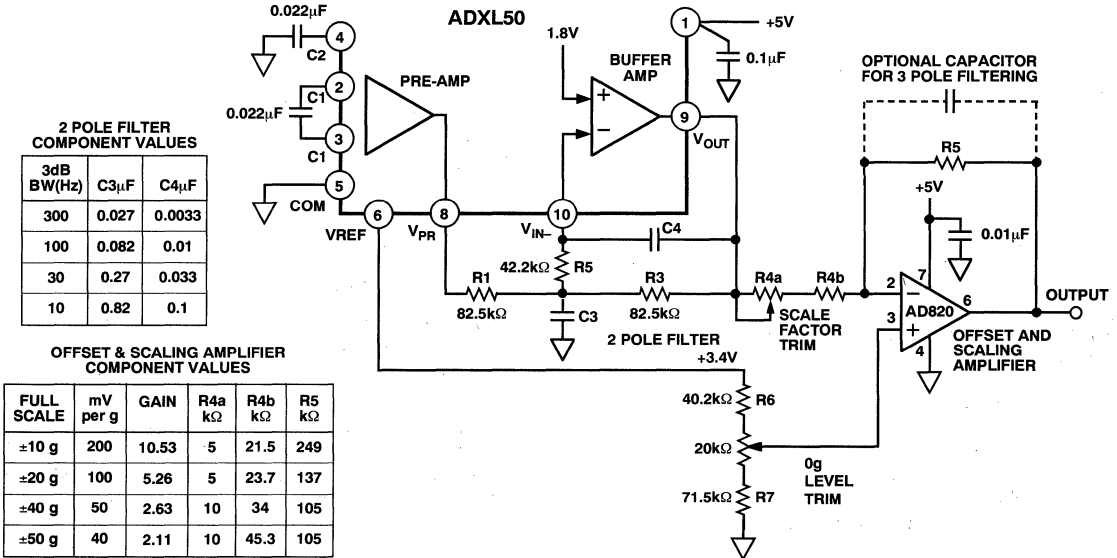 ADXL50
0.022μF
4
C2
2
C1
0.022μF
3
C1
5
COM
PRE-AMP
1.8V
BUFFER
AMP
+
−
1
+5V
0.1μF
9
VOUT
6
VREF
8
VPR
10
VIN−
C4
42.2kΩ
R5
R1
82.5kΩ
C3
R3
82.5kΩ
2 POLE FILTER
R4a
R4b
SCALE
FACTOR
TRIM
OPTIONAL CAPACITOR
FOR 3 POLE FILTERING
R5
+5V
0.01μF
2
−
7
AD820
3
+
4
6
OUTPUT
OFFSET AND
SCALING
AMPLIFIER
+3.4V
40.2kΩ
R6
20kΩ
0g
LEVEL
TRIM
71.5kΩ
R7
2 POLE FILTER
COMPONENT VALUES
3dB
BW(Hz) C3μF C4μF
300 0.027 0.0033
100 0.082 0.01
30 0.27 0.033
10 0.82 0.1
OFFSET & SCALING AMPLIFIER
COMPONENT VALUES
FULL mV GAIN R4a R4b R5
SCALE per g kΩ kΩ kΩ
±10 g 200 10.53 5 21.5 249
±20 g 100 5.26 5 23.7 137
±40 g 50 2.63 10 34 105
±50 g 40 2.11 10 45.3 105